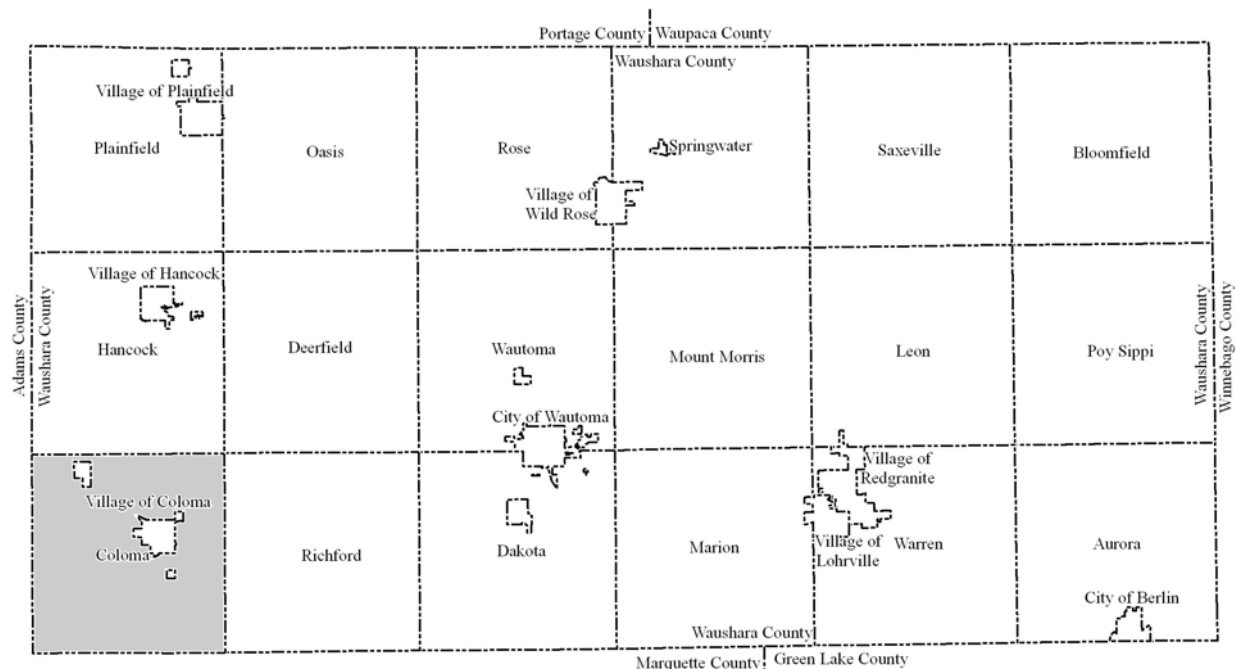 Portage County
Waupaca County
Waushara County
Village of Plainfield
Plainfield
Oasis
Rose
Springwater
Saxeville
Bloomfield
Village of
Wild Rose
Adams County
Waushara County
Village of Hancock
Hancock
Deerfield
Wautoma
Mount Morris
Leon
Poy Sippi
Waushara County
Winnebago County
City of Wautoma
Village of Coloma
Coloma
Richford
Dakota
Marion
Village of
Redgranite
Village of
Lohrville
Warren
Aurora
City of Berlin
Waushara County
Marquette County
Green Lake County